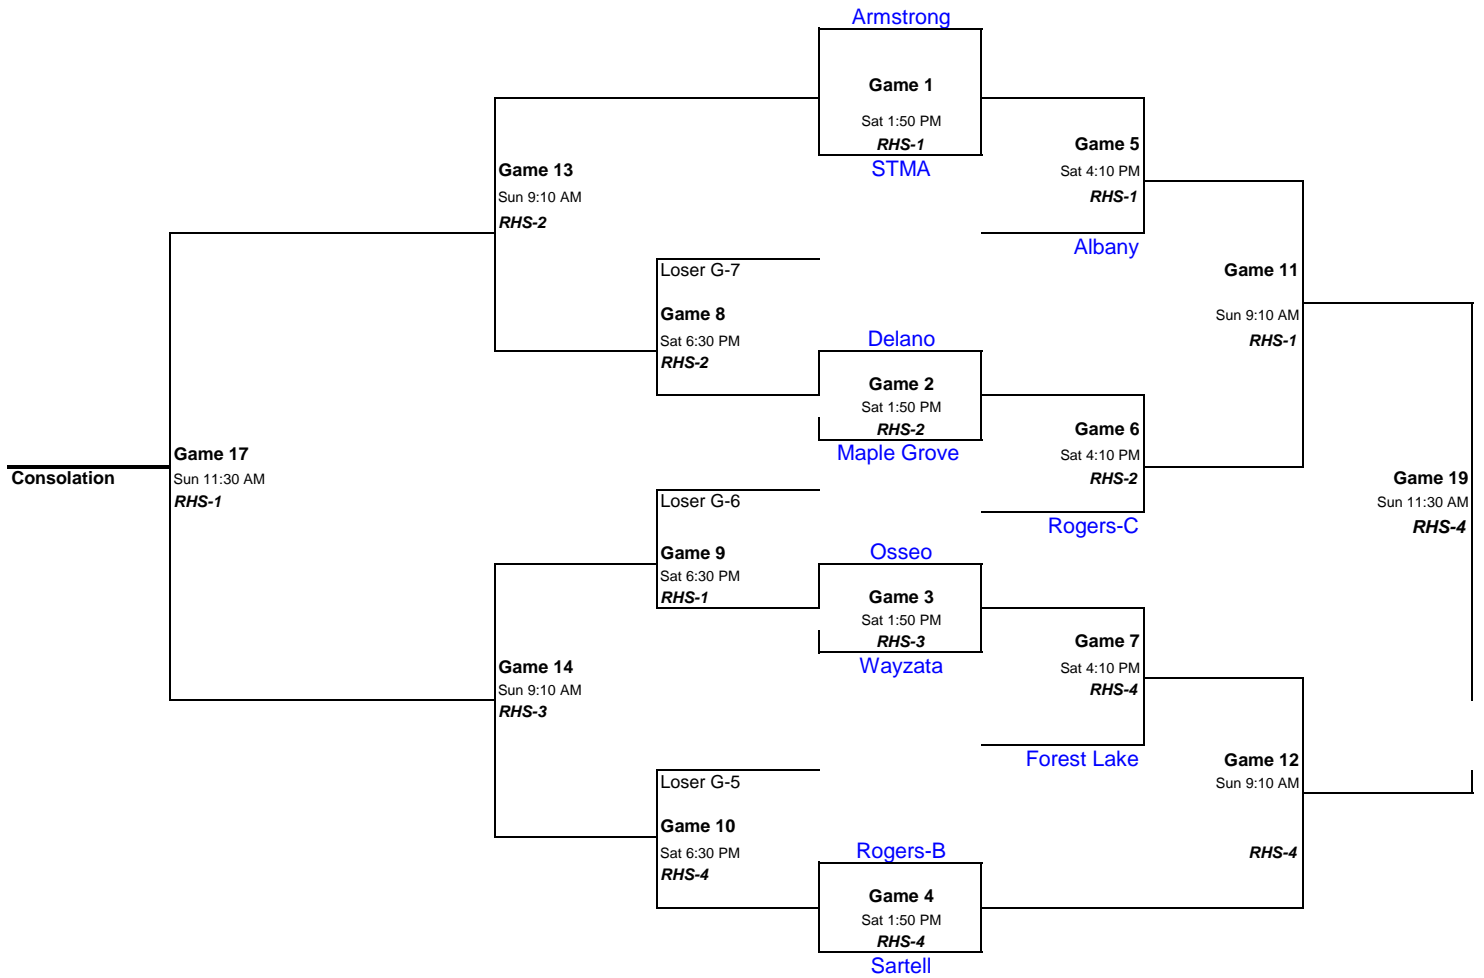 Armstrong
Game 1
Sat 1:50 PM
RHS-1
STMA
Game 5
Sat 4:10 PM
RHS-1
Albany
Game 13
Sun 9:10 AM
RHS-2
Loser G-7
Game 8
Sat 6:30 PM
RHS-2
Game 11
Sun 9:10 AM
RHS-1
Delano
Game 2
Sat 1:50 PM
RHS-2
Maple Grove
Game 6
Sat 4:10 PM
RHS-2
Rogers-C
Game 17
Sun 11:30 AM
RHS-1
Consolation
Game 19
Sun 11:30 AM
RHS-4
Loser G-6
Game 9
Sat 6:30 PM
RHS-1
Osseo
Game 3
Sat 1:50 PM
RHS-3
Wayzata
Game 7
Sat 4:10 PM
RHS-4
Forest Lake
Game 14
Sun 9:10 AM
RHS-3
Loser G-5
Game 10
Sat 6:30 PM
RHS-4
Game 12
Sun 9:10 AM
RHS-4
Rogers-B
Game 4
Sat 1:50 PM
RHS-4
Sartell